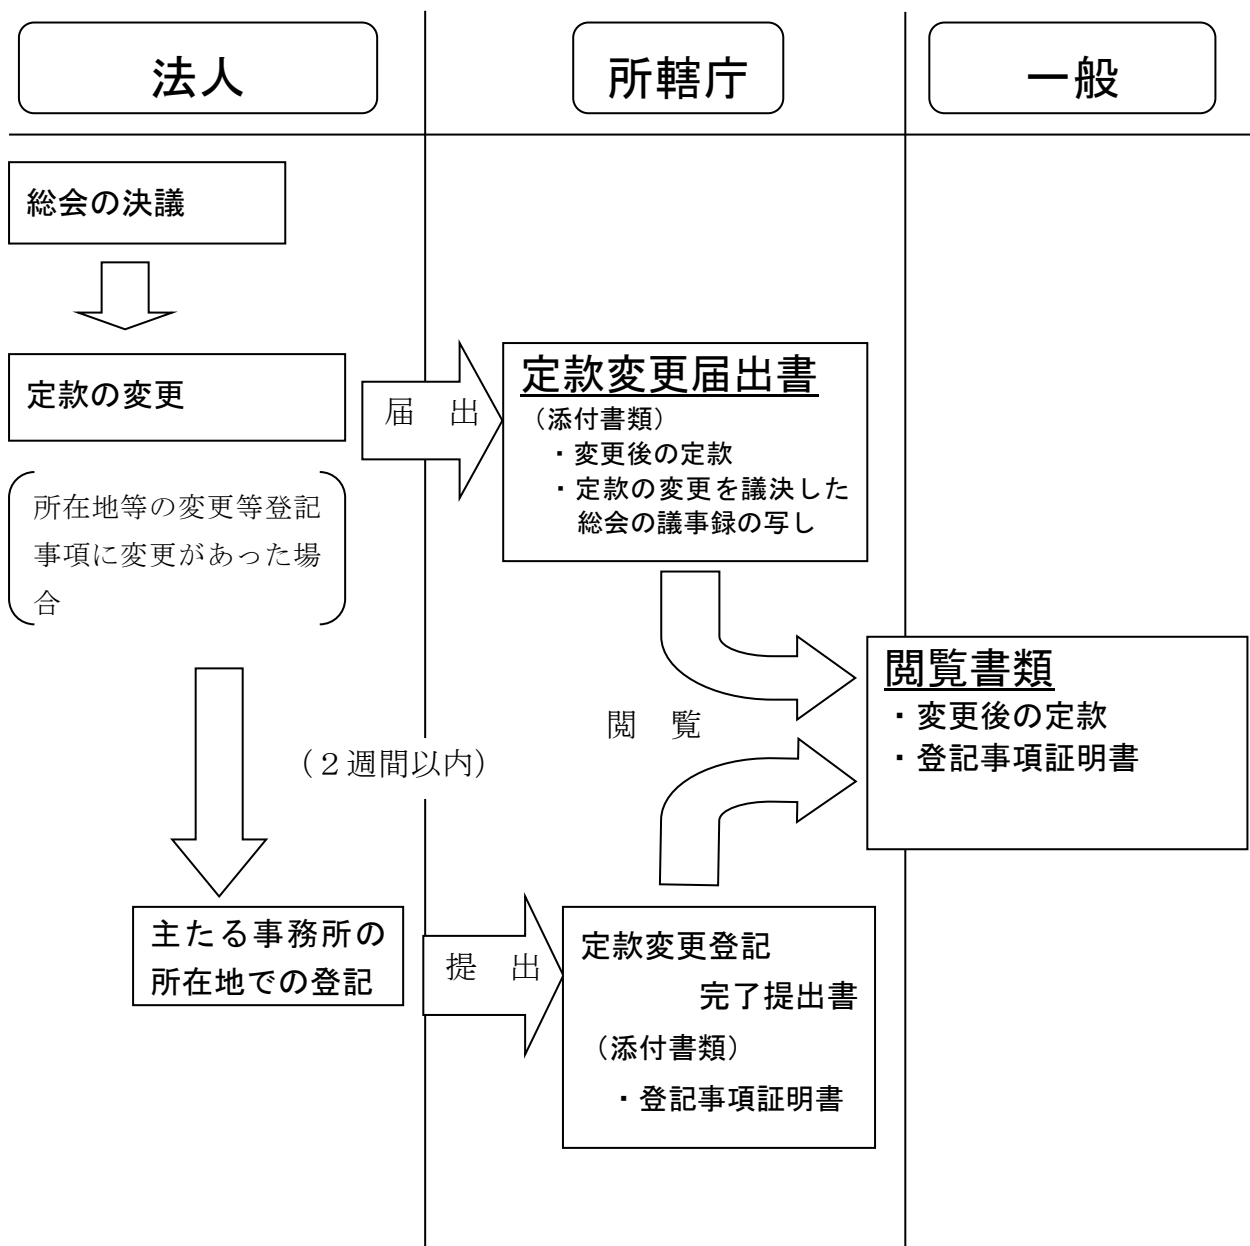 法人
所轄庁
一般
総会の決議
定款の変更
届 出
定款変更届出書
（添付書類）
・変更後の定款
・定款の変更を議決した
総会の議事録の写し
所在地等の変更等登記
事項に変更があった場
合
閲覧書類
・変更後の定款
・登記事項証明書
閲 覧
（２週間以内）
主たる事務所の
所在地での登記
提 出
定款変更登記
完了提出書
（添付書類）
・登記事項証明書